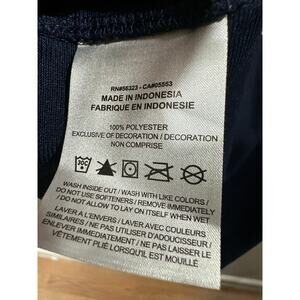 RN#56323 - CA#05553
MADE IN INDONESIA
FABRIQUE EN INDONESIE
100% POLYESTER
EXCLUSIVE OF DECORATION / DECORATION
NON COMPRISE
30C
WASH INSIDE OUT / WASH WITH LIKE COLORS /
DO NOT USE SOFTENERS / REMOVE IMMEDIATELY
/ DO NOT ALLOW TO LAY ON ITSELF WHEN WET
LAVER A L'ENVERS / LAVER AVEC COULEURS
SIMILAIRES / NE PAS UTILISER D'ADOUCISSEUR /
ENLEVER IMMEDIATEMENT / NE PAS LAISSER LE
VÊTEMENT PLIÉ LORSQU'IL EST MOUILLÉ